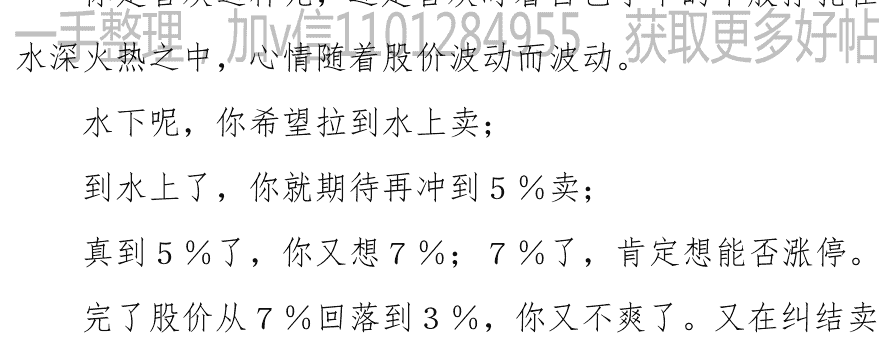 一手整理，加v信1101284955，获取更多好帖
水深火热之中，心情随着股价波动而波动。
水下呢，你希望拉到水上卖；
到水上了，你就期待再冲到5%卖；
真到5%了，你又想7%；7%了，肯定想能否涨停。
完了股价从7%回落到3%，你又不爽了。又在纠结卖